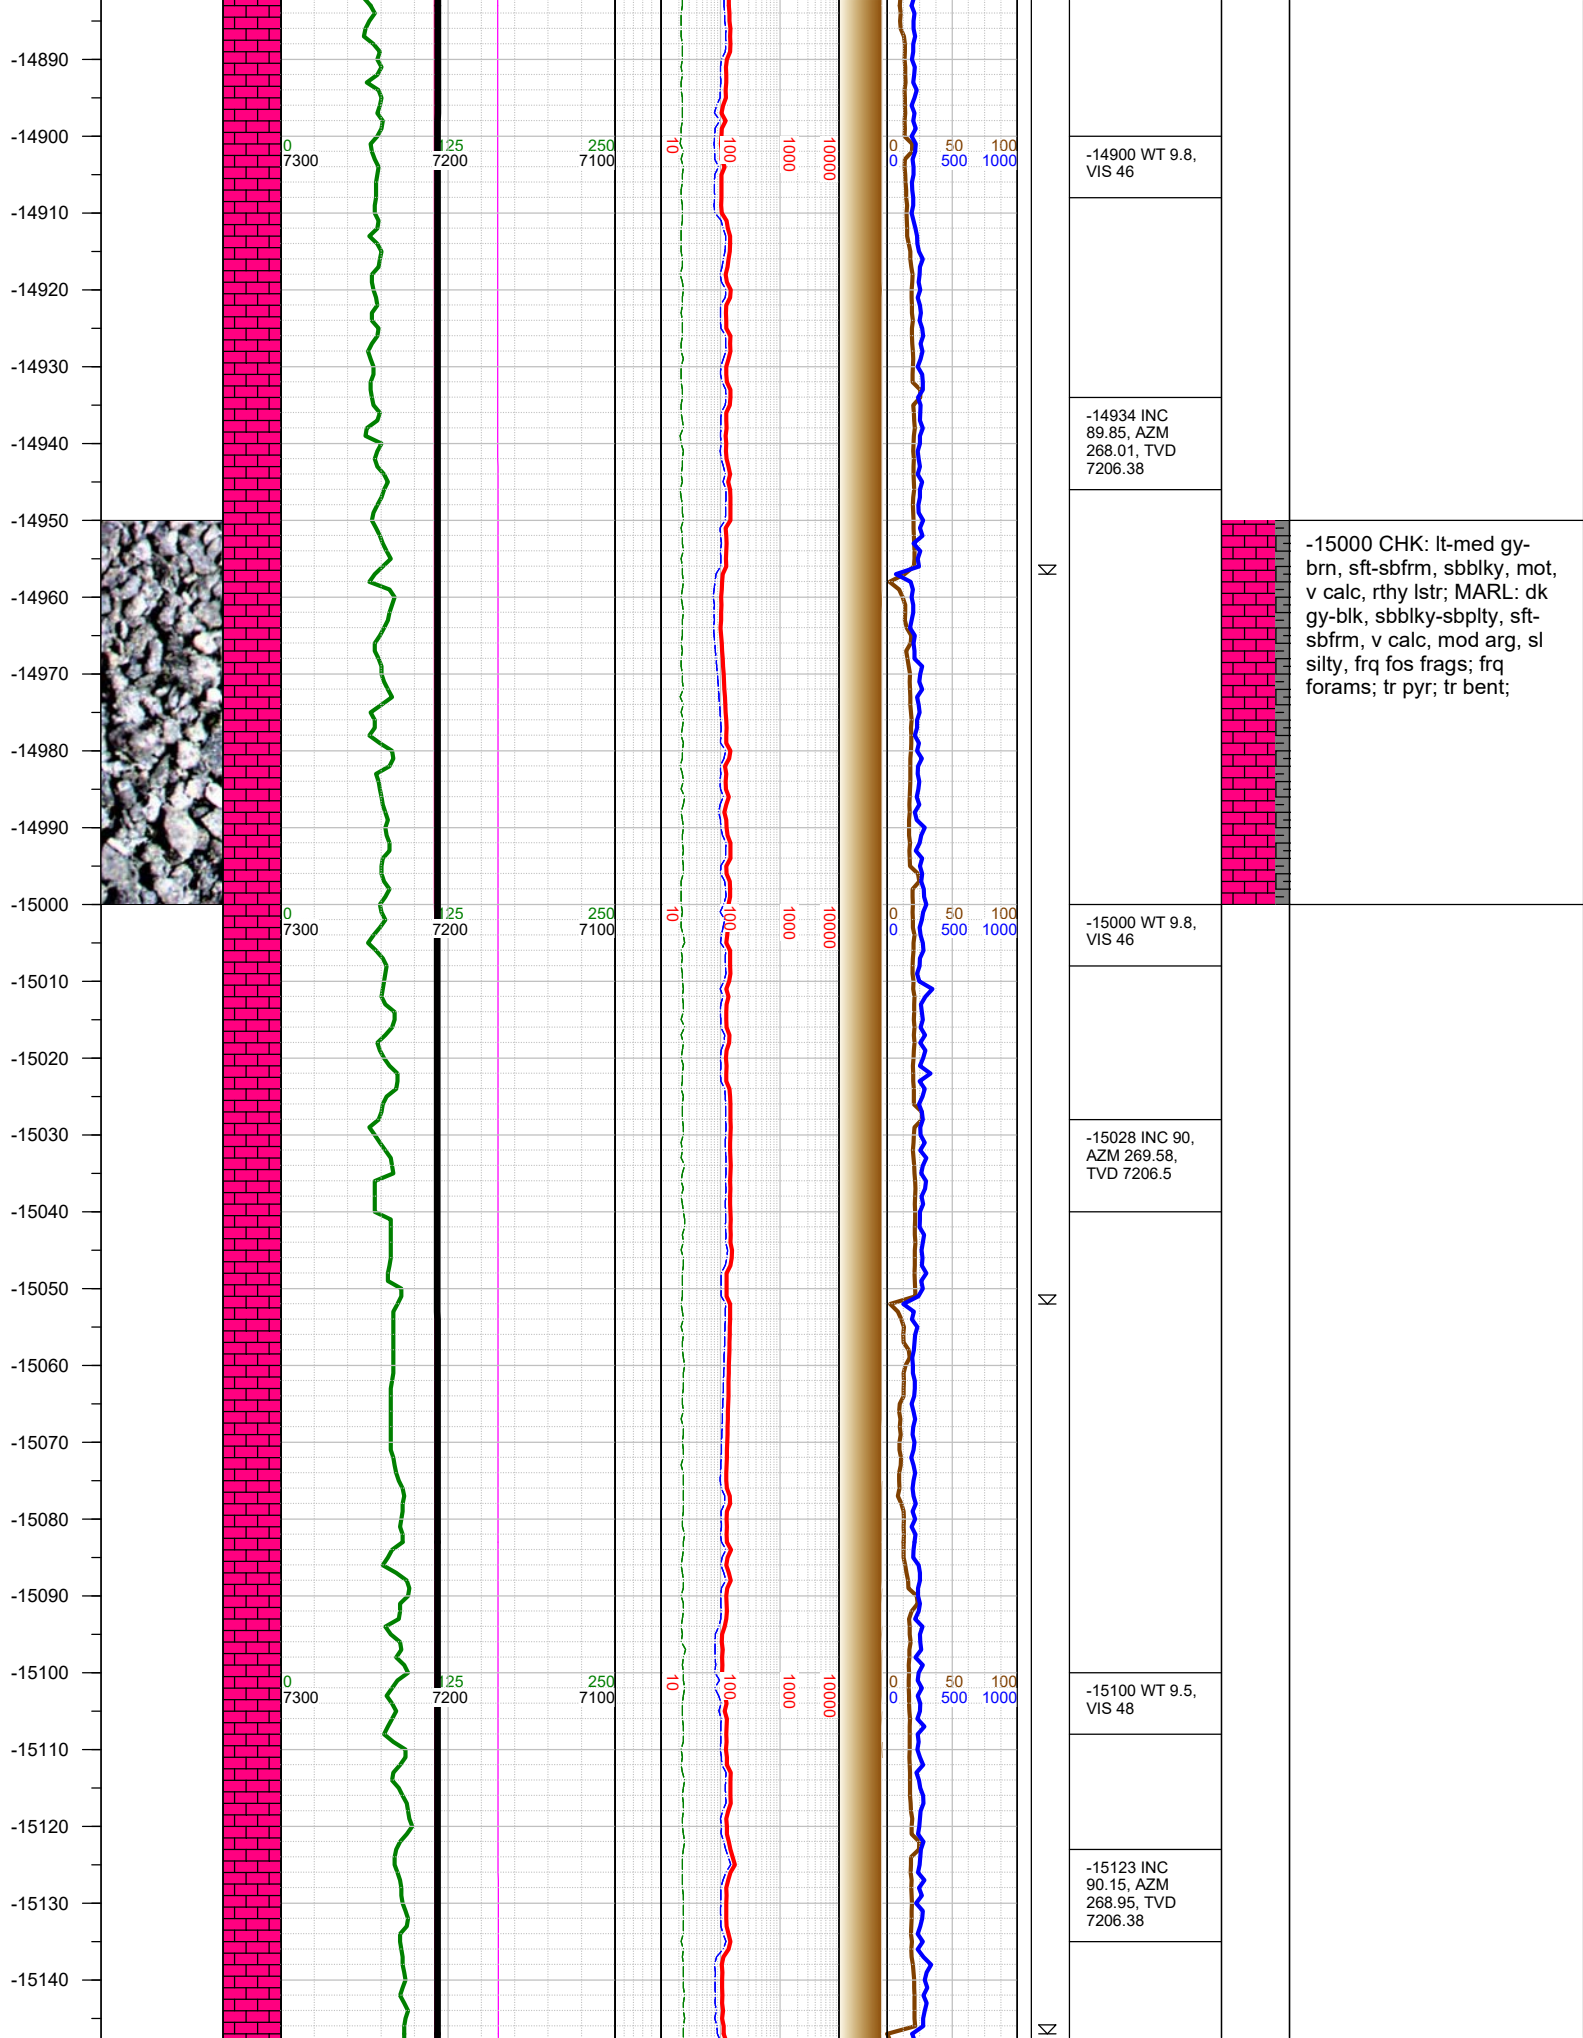 -14890
-14900
0 125 250 10 100 1000 10000 0 50 100
7300 7200 7100 0 500 1000
-14900 WT 9.8,
VIS 46
-14910
-14920
-14930
-14934 INC
89.85, AZM
268.01, TVD
7206.38
-14940
-14950
-15000 CHK: lt-med gy-
brn, sft-sbfrm, sbblky, mot,
v calc, rthy lstr; MARL: dk
gy-blk, sbblky-sbplty, sft-
sbfrm, v calc, mod arg, sl
silty, frq fos frags; frq
forams; tr pyr; tr bent;
-14960
-14970
-14980
-14990
-15000
0 125 250 10 100 1000 10000 0 50 100
7300 7200 7100 0 500 1000
-15000 WT 9.8,
VIS 46
-15010
-15020
-15028 INC 90,
AZM 269.58,
TVD 7206.5
-15030
-15040
-15050
-15060
-15070
-15080
-15090
-15100
0 125 250 10 100 1000 10000 0 50 100
7300 7200 7100 0 500 1000
-15100 WT 9.5,
VIS 48
-15110
-15120
-15123 INC
90.15, AZM
268.95, TVD
7206.38
-15130
-15140